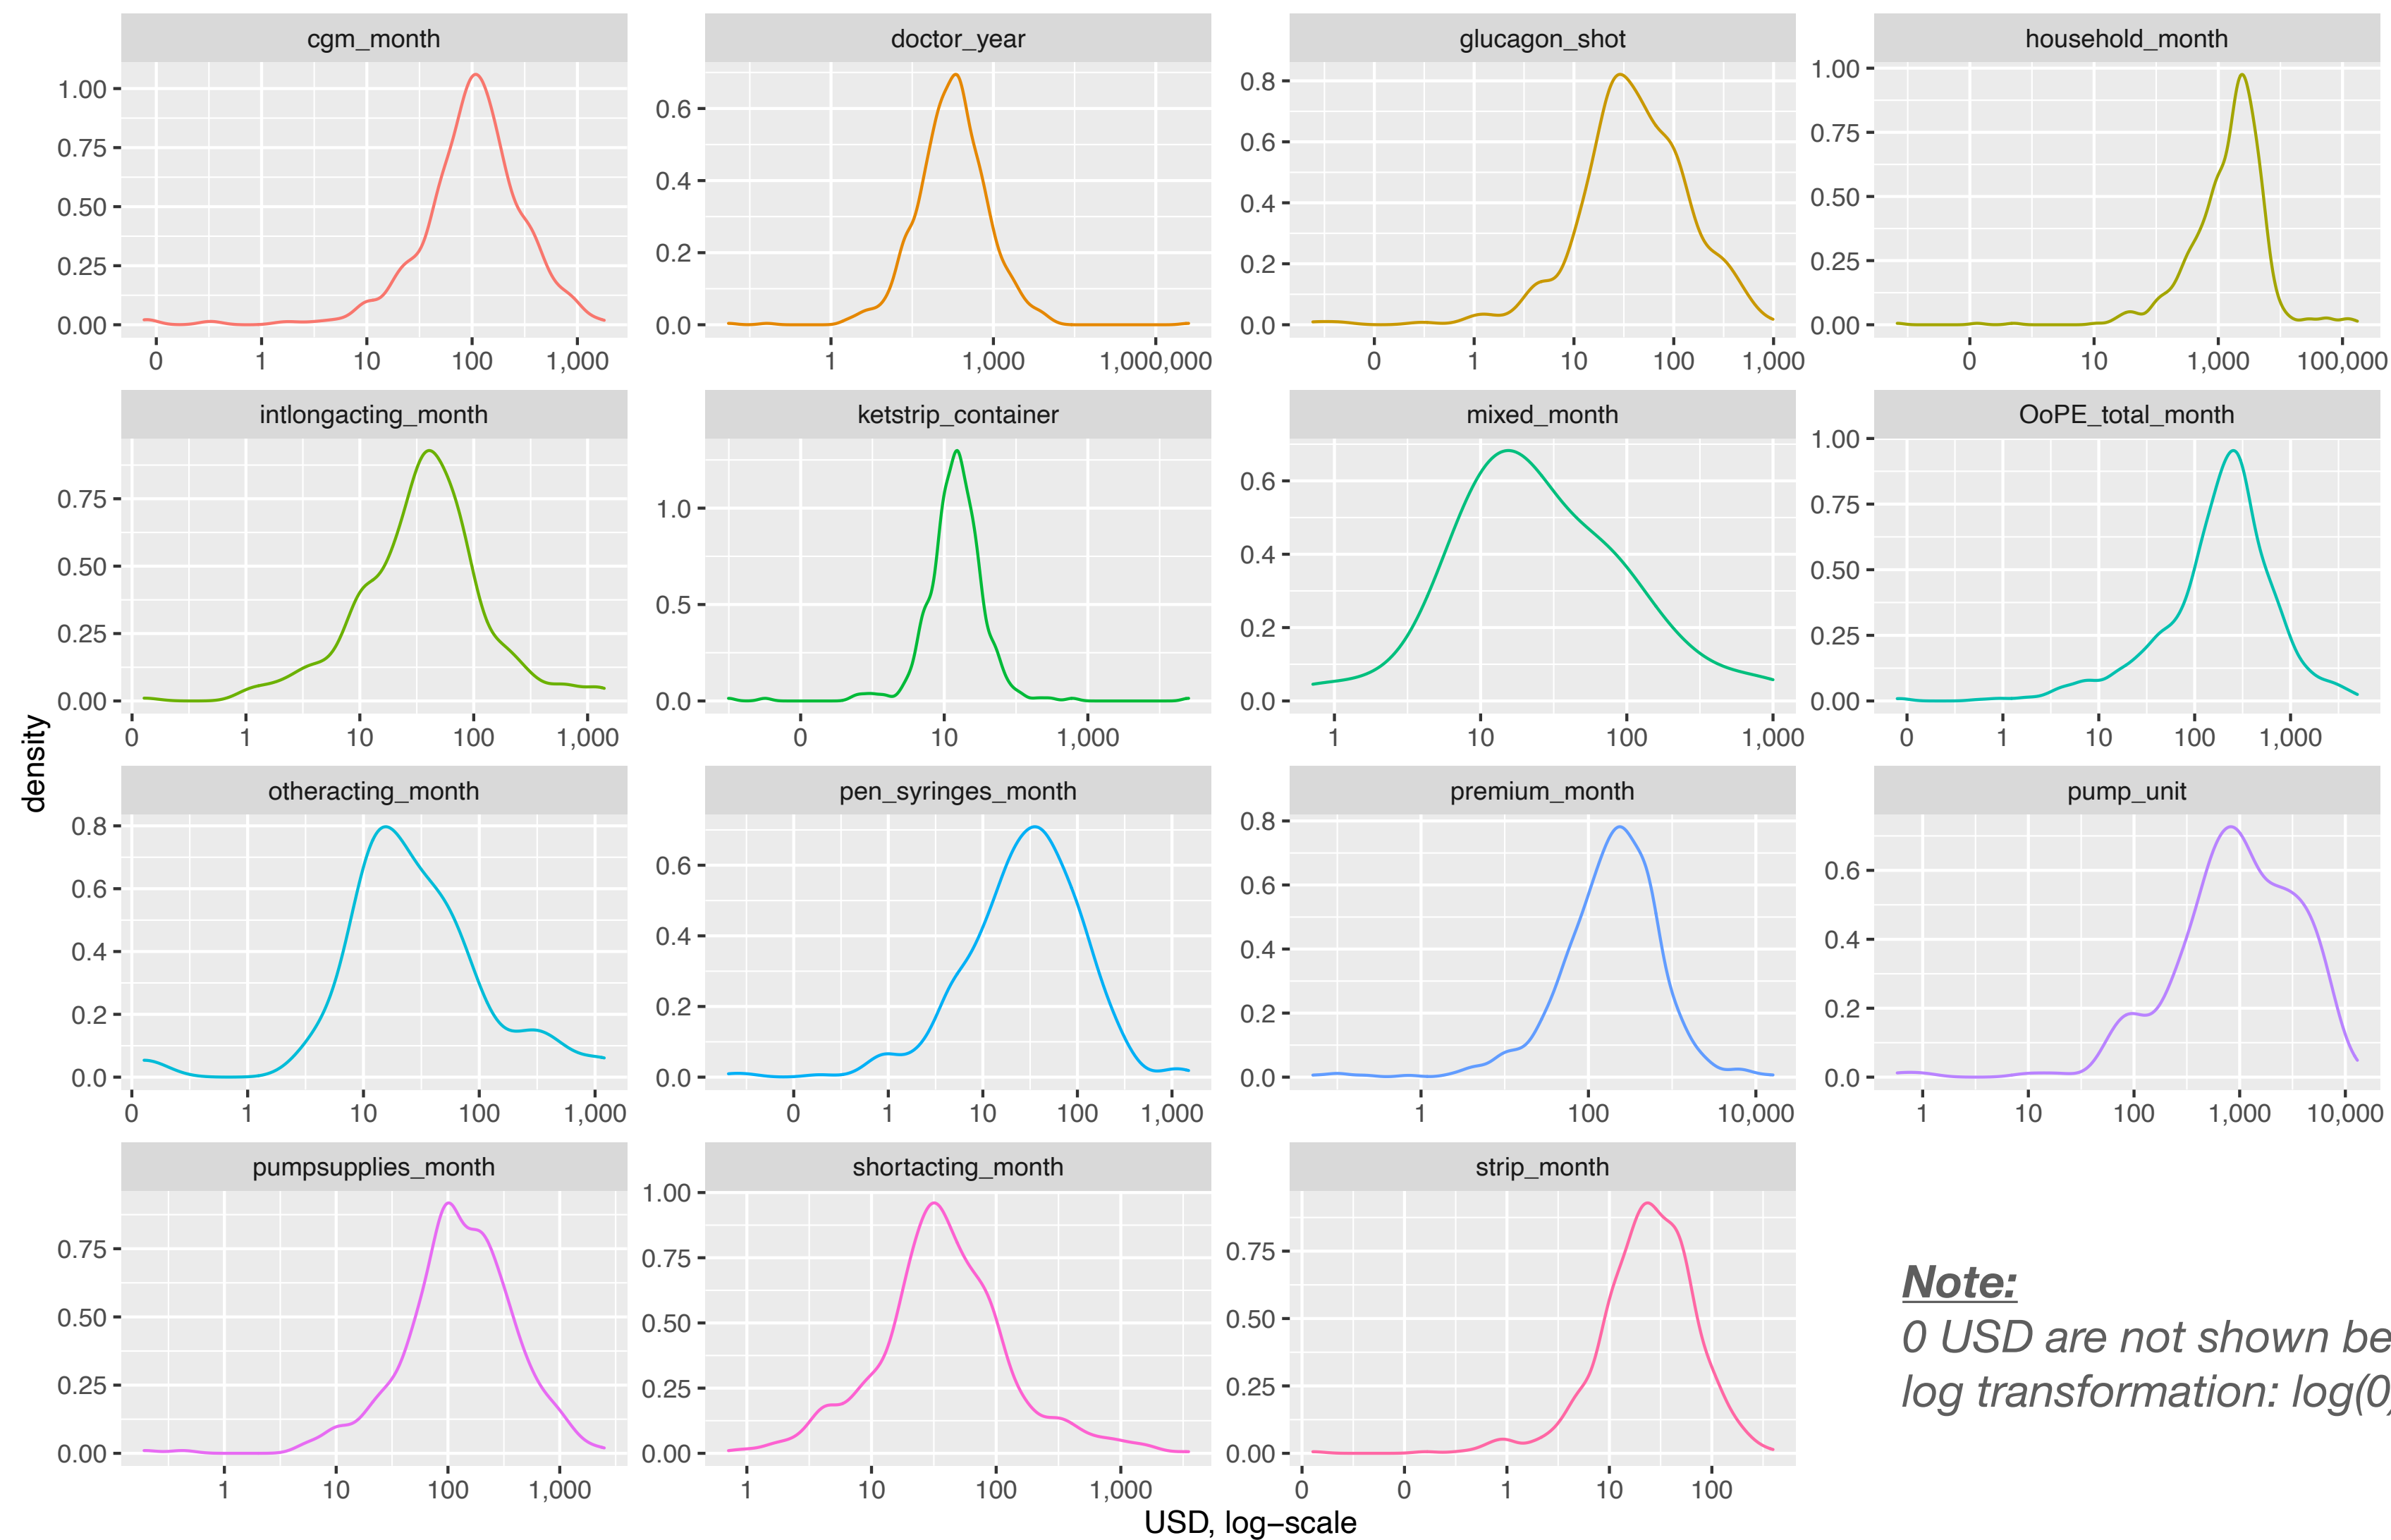 cgm_month
doctor_year
glucagon_shot
household_month
1.00
0.75
0.50
0.25
0.00
0 1 10 100 1,000
0.6
0.4
0.2
0.0
1 1,000 1,000,000
0.8
0.6
0.4
0.2
0.0
0 1 10 100 1,000
1.00
0.75
0.50
0.25
0.00
0 10 1,000 100,000
intlongacting_month
ketstrip_container
mixed_month
OoPE_total_month
0.75
0.50
0.25
0.00
0 1 10 100 1,000
1.0
0.5
0.0
0 10 1,000
0.6
0.4
0.2
0.0
1 10 100 1,000
1.00
0.75
0.50
0.25
0.00
0 1 10 100 1,000
density
otheracting_month
pen_syringes_month
premium_month
pump_unit
0.8
0.6
0.4
0.2
0.0
0 1 10 100 1,000
0.6
0.4
0.2
0.0
0 1 10 100 1,000
0.8
0.6
0.4
0.2
0.0
1 100 10,000
0.6
0.4
0.2
0.0
1 10 100 1,000 10,000
pumpsupplies_month
shortacting_month
strip_month
0.75
0.50
0.25
0.00
1 10 100 1,000
1.00
0.75
0.50
0.25
0.00
1 10 100 1,000
0.75
0.50
0.25
0.00
0 0 1 10 100
Note:
0 USD are not shown be
log transformation: log(0)
USD, log−scale